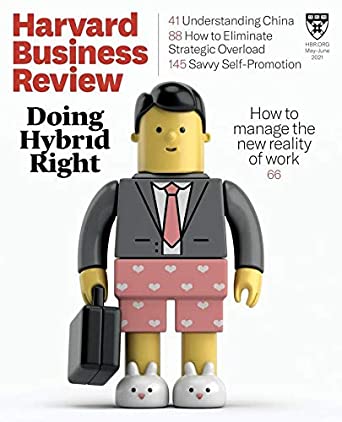 Harvard
Business
Review
41 Understanding China
88 How to Eliminate
Strategic Overload
145 Savvy Self-Promotion
HBR.ORG
May-June
2021
Doing
Hybrid
Right
How to
manage the
new reality
of work
66